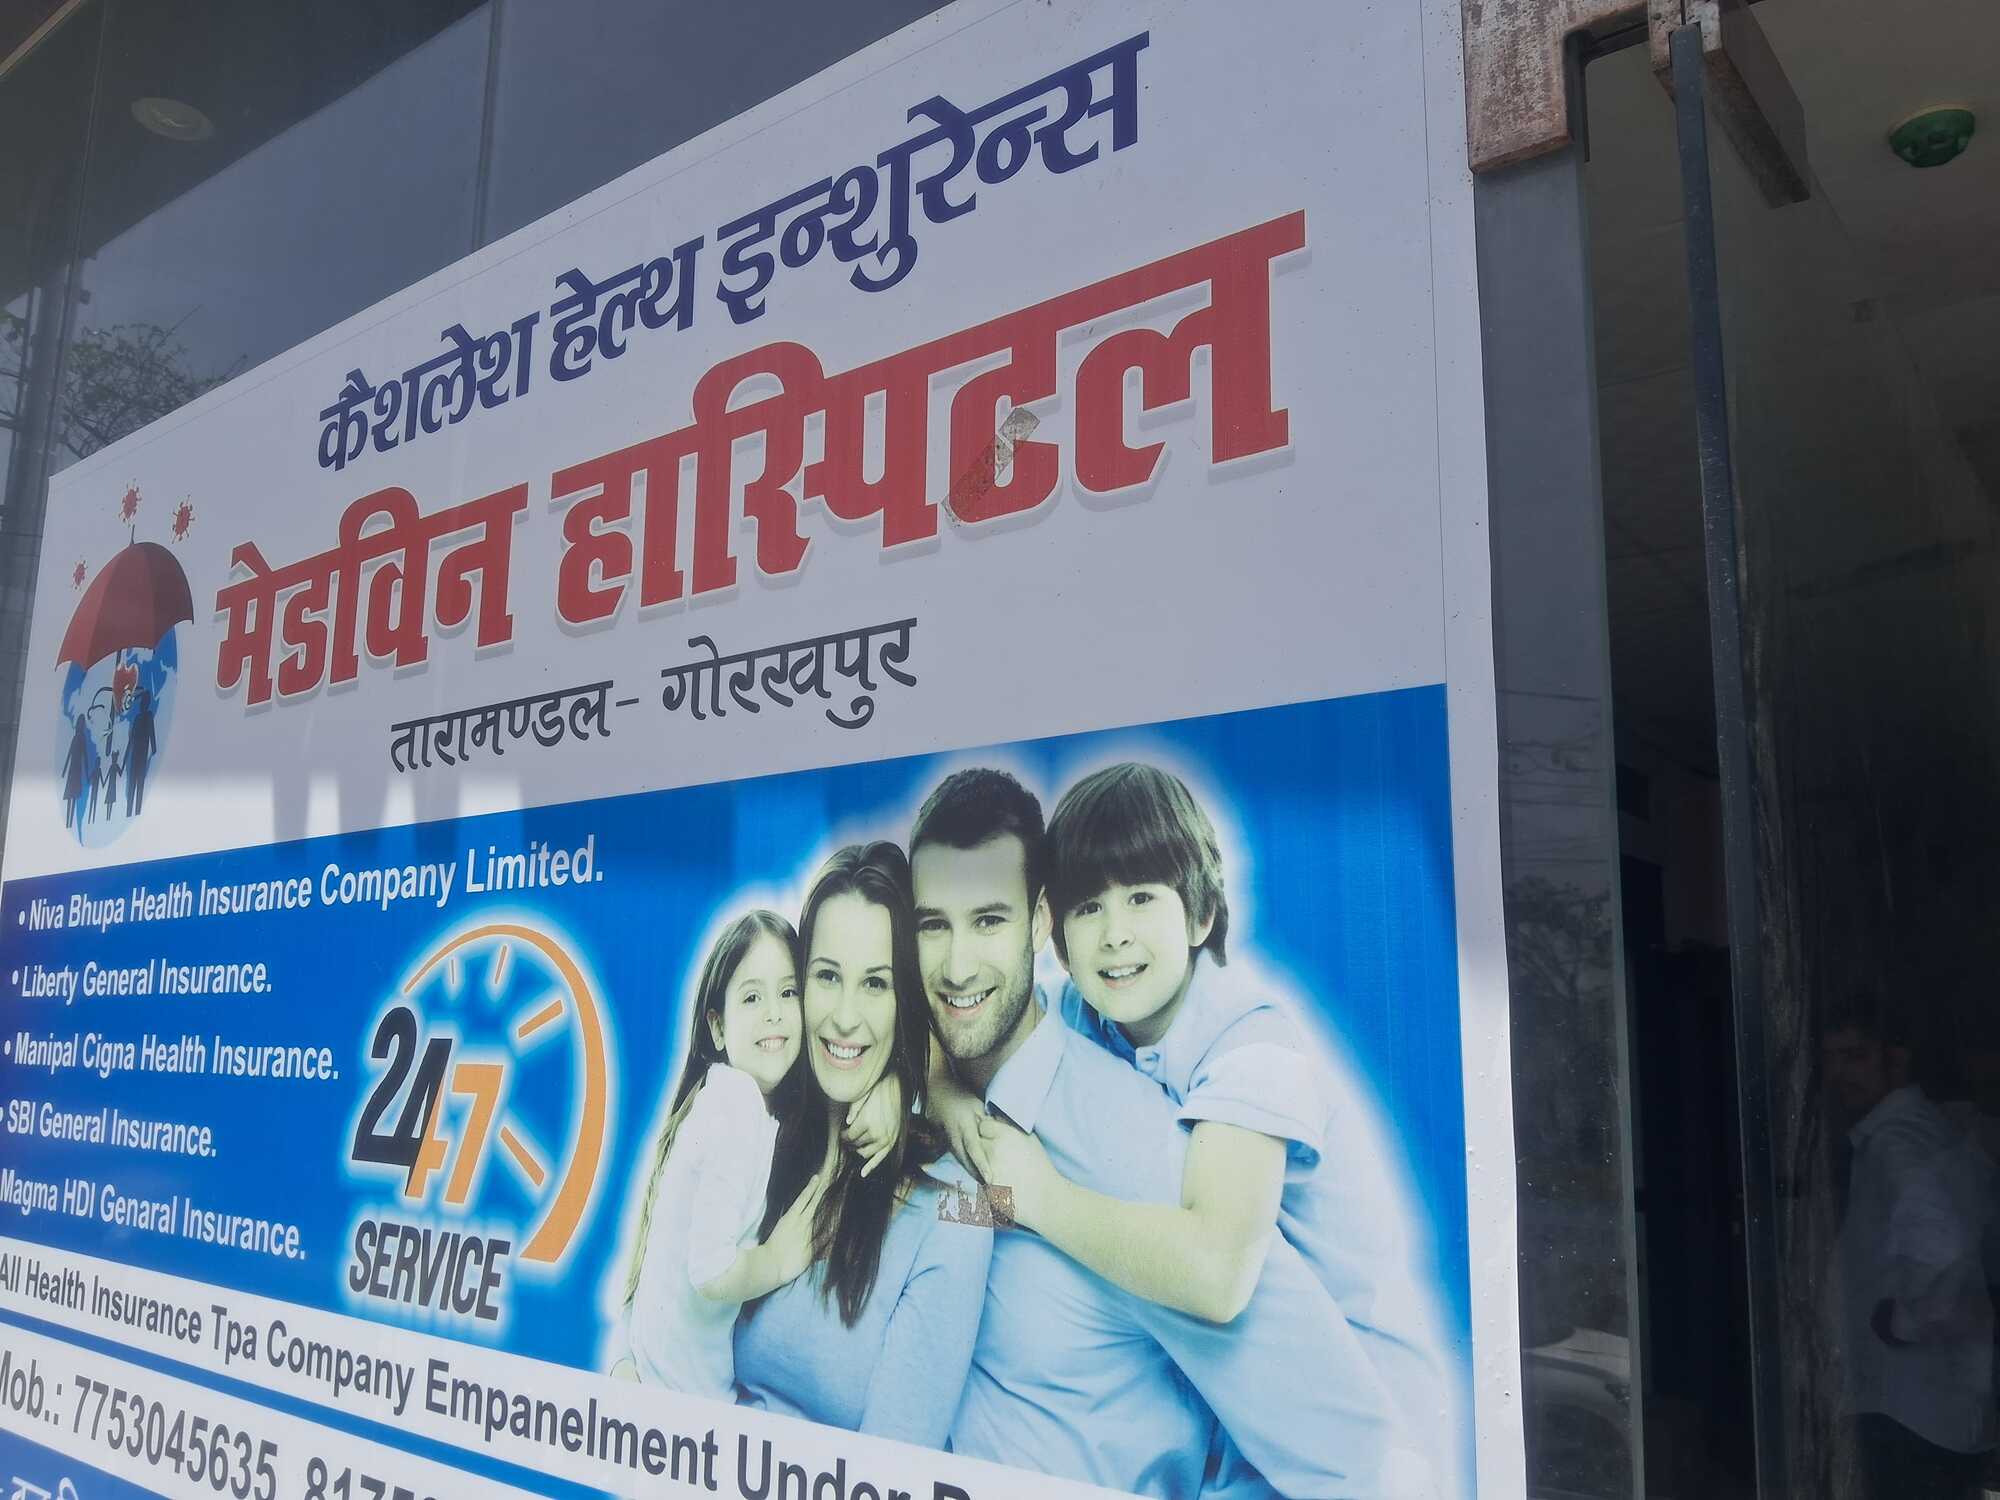 कैशलेश हेल्थ इन्शुरेन्स
मेडविन हास्पिटल
तारामण्डल- गोरखपुर
• Niva Bhupa Health Insurance Company Limited.
• Liberty General Insurance.
• Manipal Cigna Health Insurance.
• SBI General Insurance.
Magma HDI Genaral Insurance.
24
7
SERVICE
All Health Insurance Tpa Company Empanelment Under
Mob.: 7753045635